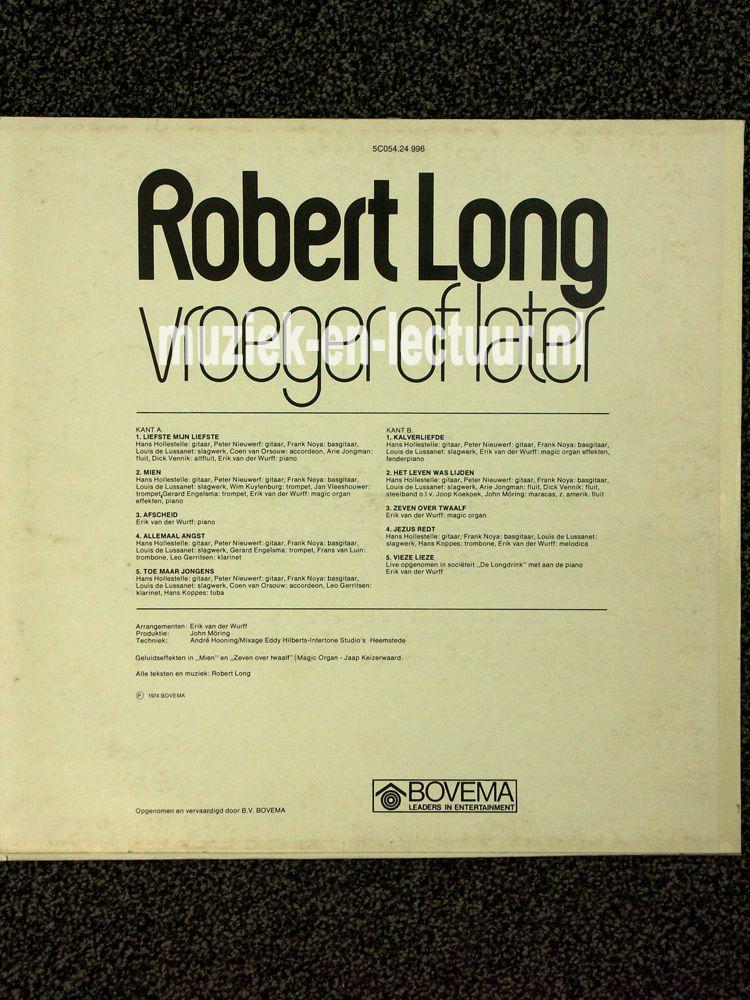 5C054.24 996
Robert Long
vroeger of later
muziek-en-lectuur.nl
KANT A.
1. LIEFSTE MIJN LIEFSTE
Hans Hollestelle: gitaar, Peter Nieuwerf: gitaar, Frank Noya: basgitaar,
Louis de Lussanet: slagwerk, Coen van Orsouw: accordeon, Arie Jongman:
fluit, Dick Vennik: altfluit, Erik van der Wurff: piano
2. MIEN
Hans Hollestelle: gitaar, Peter Nieuwerf: gitaar, Frank Noya: basgitaar,
Louis de Lussanet: slagwerk, Wim Kuylenburg: trompet, Jan Vleeshouwer:
trompet, Gerard Engelsma: trompet, Erik van der Wurff: magic organ
effekten, piano
3. AFSCHEID
Erik van der Wurff: piano
4. ALLEMAAL ANGST
Hans Hollestelle: gitaar, Peter Nieuwerf: gitaar, Frank Noya: basgitaar,
Louis de Lussanet: slagwerk, Gerard Engelsma: trompet, Frans van Luin:
trombone, Leo Gerritsen: klarinet
5. TOE MAAR JONGENS
Hans Hollestelle: gitaar, Peter Nieuwerf: gitaar, Frank Noya: basgitaar,
Louis de Lussanet: slagwerk, Coen van Orsouw: accordeon, Leo Gerritsen:
klarinet, Hans Koppes: tuba
KANT B.
1. KALVERLIEFDE
Hans Hollestelle: gitaar, Peter Nieuwerf: gitaar, Frank Noya: basgitaar,
Louis de Lussanet: slagwerk, Erik van der Wurff: magic organ effekten,
fenderpiano
2. HET LEVEN WAS LIJDEN
Hans Hollestelle: gitaar, Peter Nieuwerf: gitaar, Frank Noya: basgitaar,
Louis de Lussanet: slagwerk, Arie Jongman: fluit, Dick Vennik: fluit,
steelband o.l.v. Joop Koekoek, John Möring: maracas, z. amerik. fluit
3. ZEVEN OVER TWAALF
Erik van der Wurff: magic organ
4. JEZUS REDT
Hans Hollestelle: gitaar, Frank Noya: basgitaar, Louis de Lussanet:
slagwerk, Hans Koppes: trombone, Erik van der Wurff: melodica
5. VIEZE LIEZE
Live opgenomen in sociëteit „De Longdrink" met aan de piano
Erik van der Wurff
Arrangementen: Erik van der Wurff
Produktie: John Möring
Techniek: André Hooning/Mixage Eddy Hilberts-Intertone Studio's Heemstede
Geluidseffekten in „Mien" en „Zeven over twaalf" (Magic Organ - Jaap Keizerwaard.
Alle teksten en muziek: Robert Long
Ⓟ 1974 BOVEMA
Opgenomen en vervaardigd door B.V. BOVEMA
BOVEMA
LEADERS IN ENTERTAINMENT